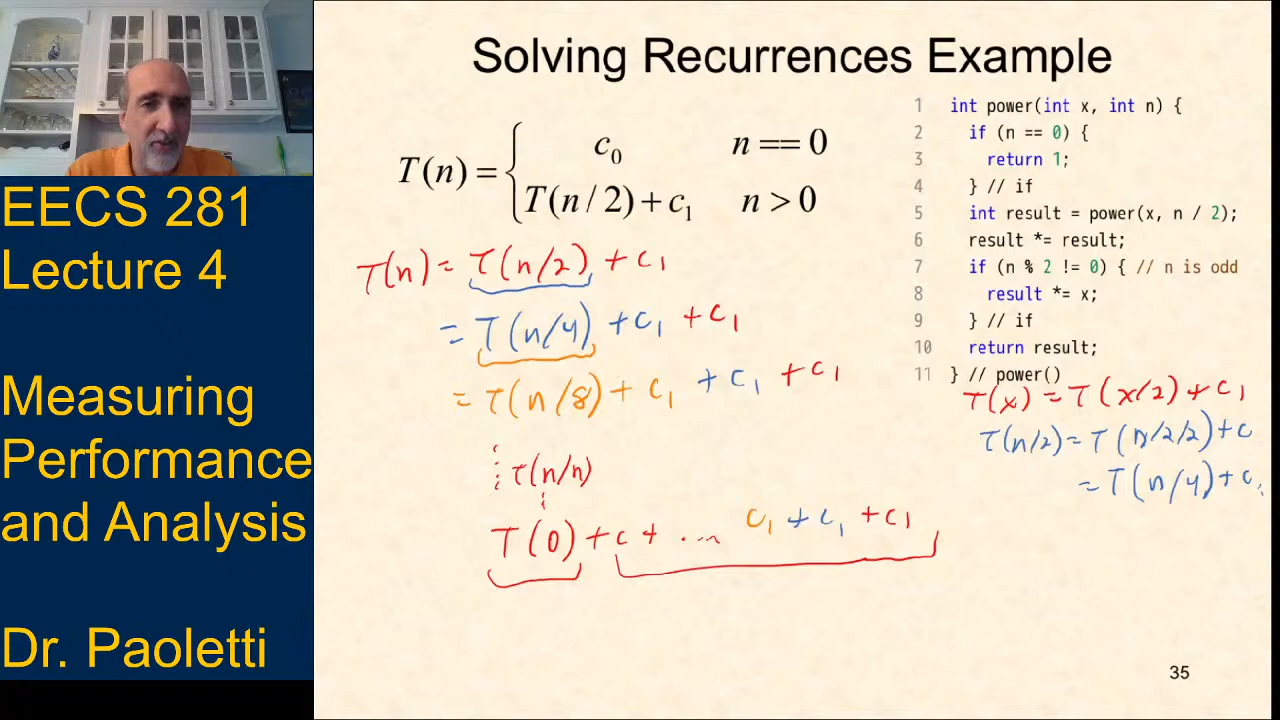 EECS 281
Lecture 4
Measuring
Performance
and Analysis
Dr. Paoletti
Solving Recurrences Example
T(n) = { c₀ n == 0
T(n / 2) + c₁ n > 0
T(n) = T(n/2) + c₁
= T(n/4) + c₁ + c₁
= T(n/8) + c₁ + c₁ + c₁
⋮ T(n/n)
⋮
T(0) + c + ... c₁ + c₁ + c₁
1 int power(int x, int n) {
2 if (n == 0) {
3 return 1;
4 } // if
5 int result = power(x, n / 2);
6 result *= result;
7 if (n % 2 != 0) { // n is odd
8 result *= x;
9 } // if
10 return result;
11 } // power()
T(x) = T(x/2) + c₁
T(n/2) = T(n/2/2) + c
= T(n/4) + c₁
35